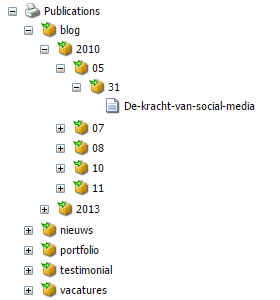 Publications
blog
2010
05
31
De-kracht-van-social-media
07
08
10
11
2013
nieuws
portfolio
testimonial
vacatures